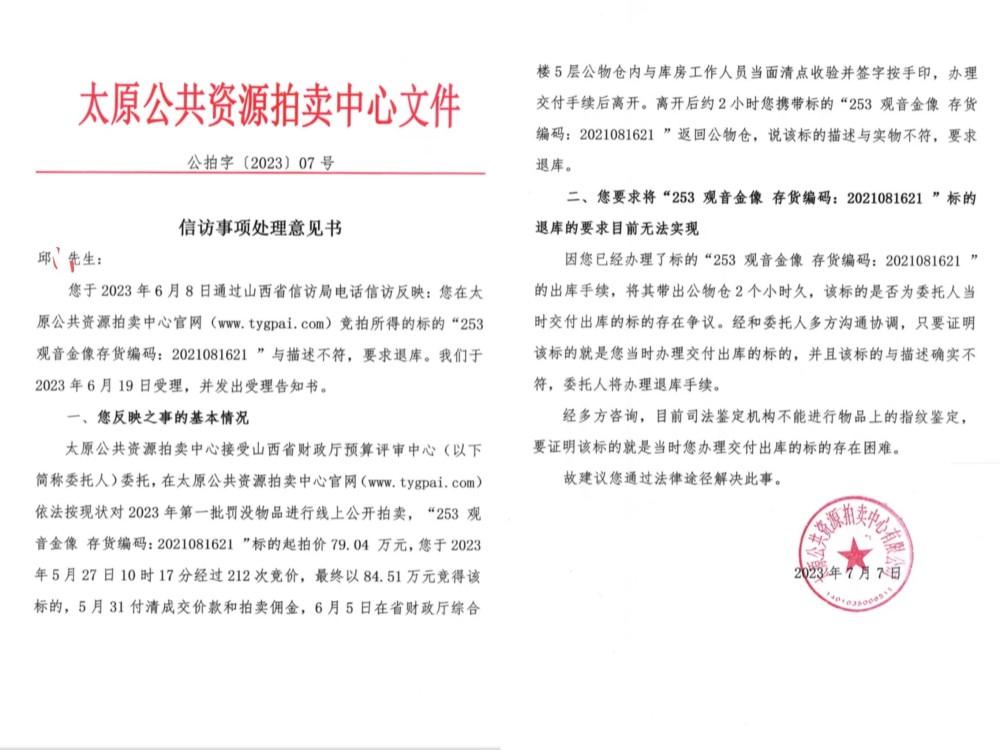 太原公共资源拍卖中心文件
公拍字〔2023〕07 号
信访事项处理意见书
邱 先生：
您于 2023 年 6 月 8 日通过山西省信访局电话信访反映：您在太
原公共资源拍卖中心官网（www.tygpai.com）竞拍所得的标的“253
观音金像存货编码：2021081621 ”与描述不符，要求退库。我们于
2023 年 6 月 19 日受理，并发出受理告知书。
一、您反映之事的基本情况
太原公共资源拍卖中心接受山西省财政厅预算评审中心（以下
简称委托人）委托，在太原公共资源拍卖中心官网（www.tygpai.com）
依法按现状对 2023 年第一批罚没物品进行线上公开拍卖，“253 观
音金像 存货编码：2021081621 ”标的起拍价 79.04 万元，您于 2023
年 5 月 27 日 10 时 17 分经过 212 次竞价，最终以 84.51 万元竞得该
标的，5 月 31 付清成交价款和拍卖佣金，6 月 5 日在省财政厅综合
楼 5 层公物仓内与库房工作人员当面清点收验并签字按手印，办理
交付手续后离开。离开后约 2 小时您携带标的“253 观音金像 存货
编码：2021081621 ”返回公物仓，说该标的描述与实物不符，要求
退库。
二、您要求将“253 观音金像 存货编码：2021081621 ”标的
退库的要求目前无法实现
因您已经办理了标的“253 观音金像 存货编码：2021081621 ”
的出库手续，将其带出公物仓 2 个小时久，该标的是否为委托人当
时交付出库的标的存在争议。经和委托人多方沟通协调，只要证明
该标的就是您当时办理交付出库的标的，并且该标的与描述确实不
符，委托人将办理退库手续。
经多方咨询，目前司法鉴定机构不能进行物品上的指纹鉴定，
要证明该标的就是当时您办理交付出库的标的存在困难。
故建议您通过法律途径解决此事。
太原公共资源拍卖中心有限公司
2023 年 7 月 7 日